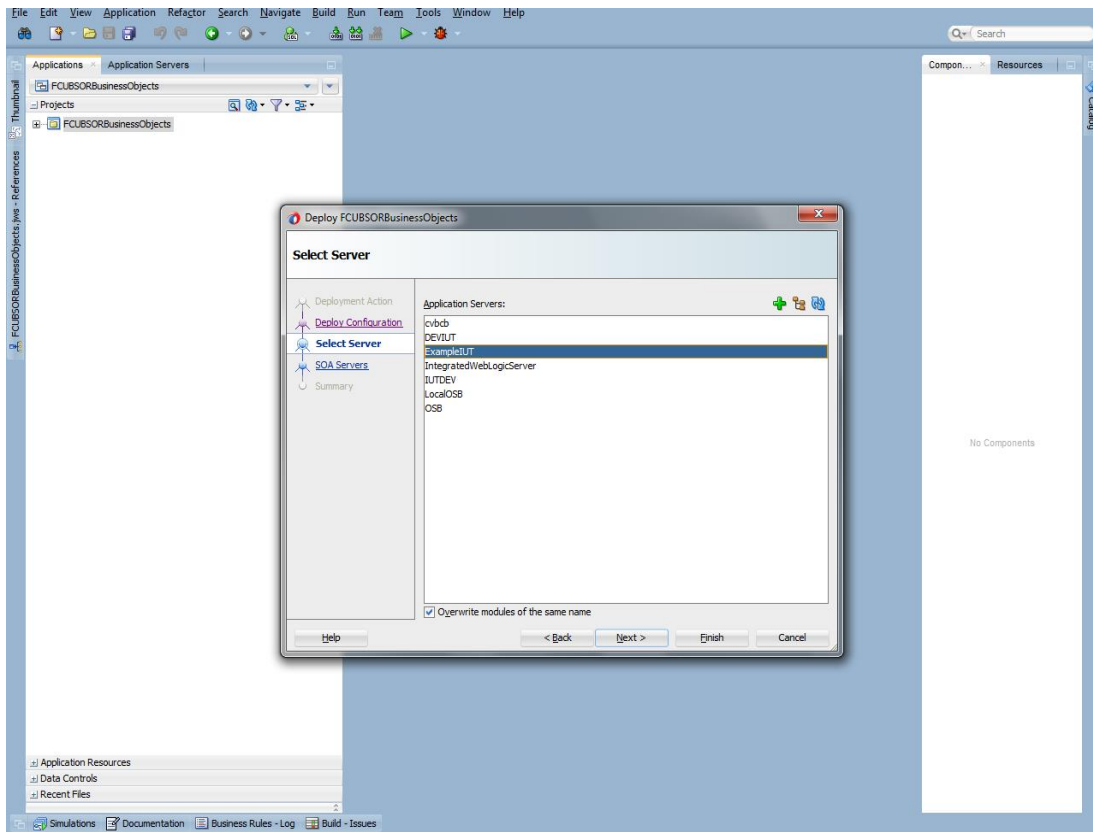 File Edit View Application Refactor Search Navigate Build Run Team Tools Window Help
Search
Applications Application Servers
Compon... Resources
FCUBSORBusinessObjects
Projects
FCUBSORBusinessObjects
Thumbnail
FCUBSORBusinessObjects.jws - References
Catalog
Deploy FCUBSORBusinessObjects
Select Server
Deployment Action
Deploy Configuration
Select Server
SOA Servers
Summary
Application Servers:
cvbcb
DEVIUT
ExampleIUT
IntegratedWebLogicServer
IUTDEV
LocalOSB
OSB
Overwrite modules of the same name
Help < Back Next > Finish Cancel
No Components
Application Resources
Data Controls
Recent Files
Simulations Documentation Business Rules - Log Build - Issues